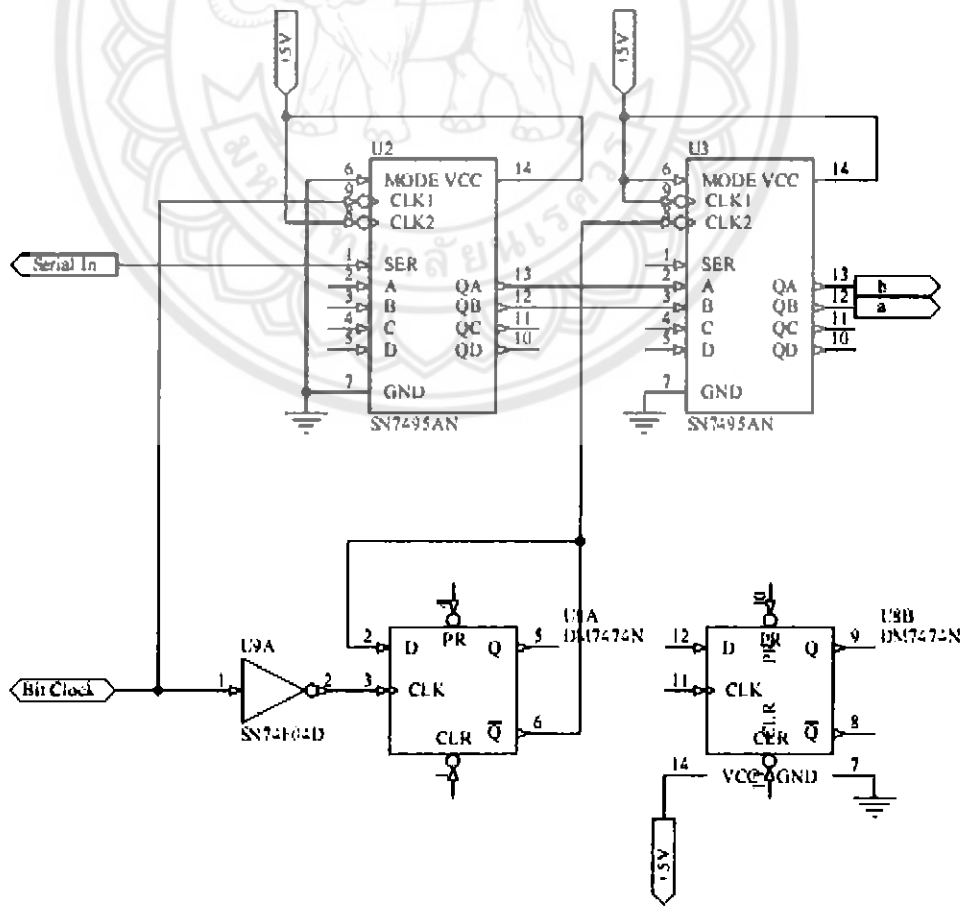 +5V
+5V
U2
6 MODE VCC 14
9 CLK1
8 CLK2
Serial In
1 SER
2 A QA 13
3 B QB 12
4 C QC 11
5 D QD 10
7 GND
SN7495AN
U3
6 MODE VCC 14
9 CLK1
8 CLK2
1 SER
2 A QA 13
3 B QB 12
4 C QC 11
5 D QD 10
7 GND
SN7495AN
b
a
Bit Clock
U9A
1 2
4
PR
2 D Q 5
3 CLK
CLR Q 6
1
DM7474N
10
PR
12 D Q 9
11 CLK
CLR Q 8
U8B
DM7474N
14 VCC GND 7
+5V